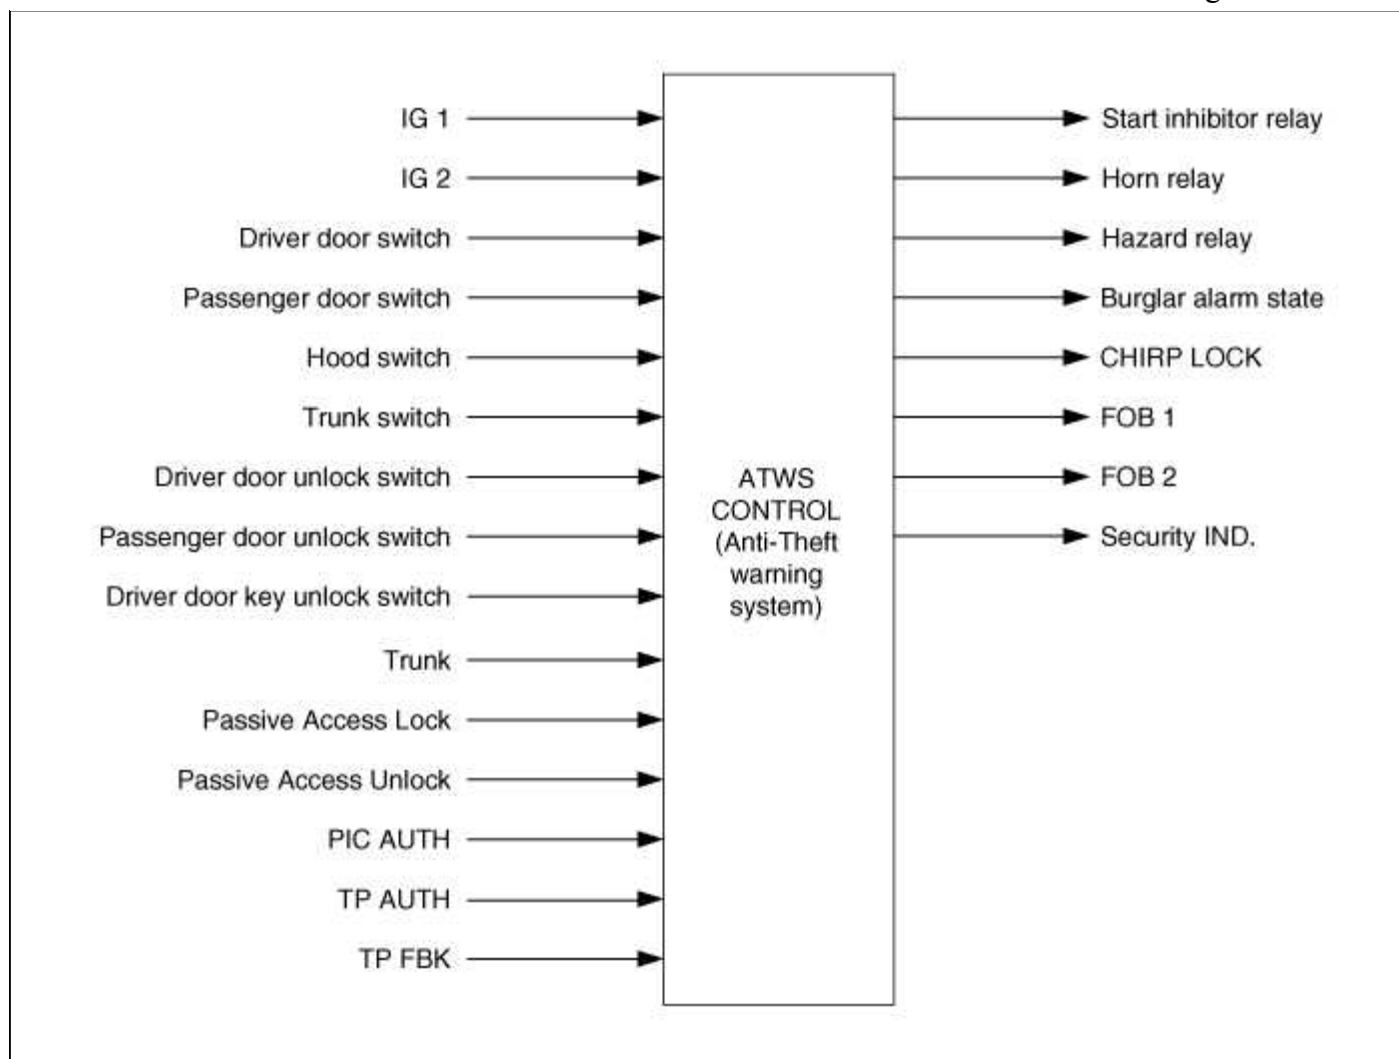 IG 1
IG 2
Driver door switch
Passenger door switch
Hood switch
Trunk switch
Driver door unlock switch
Passenger door unlock switch
Driver door key unlock switch
Trunk
Passive Access Lock
Passive Access Unlock
PIC AUTH
TP AUTH
TP FBK
ATWS
CONTROL
(Anti-Theft
warning
system)
Start inhibitor relay
Horn relay
Hazard relay
Burglar alarm state
CHIRP LOCK
FOB 1
FOB 2
Security IND.